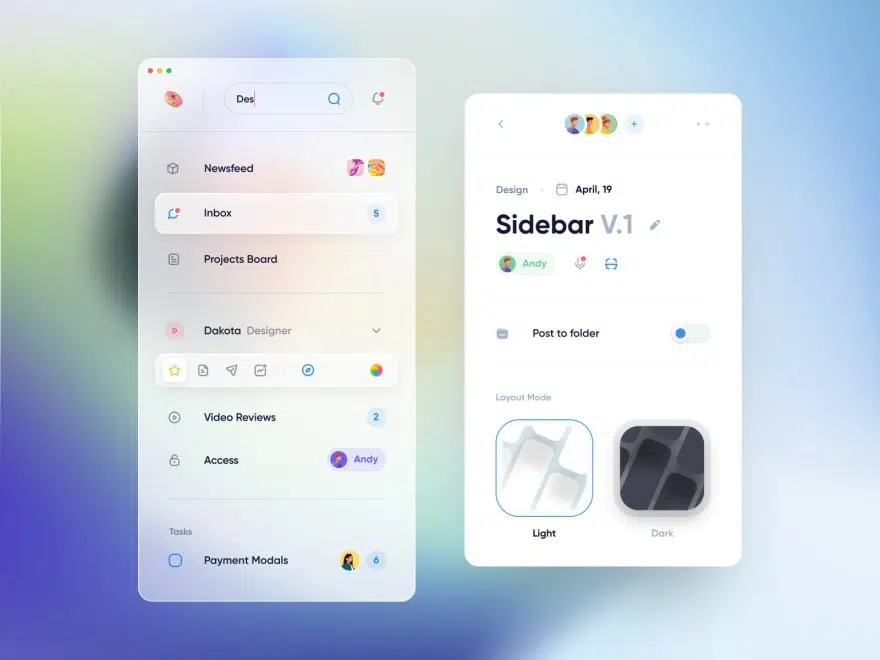 Des
Newsfeed
Inbox 5
Projects Board
Dakota Designer
D
Video Reviews 2
Access Andy
Tasks
Payment Modals 6
Design April, 19
Sidebar V.1
Andy
Post to folder
Layout Mode
Light Dark